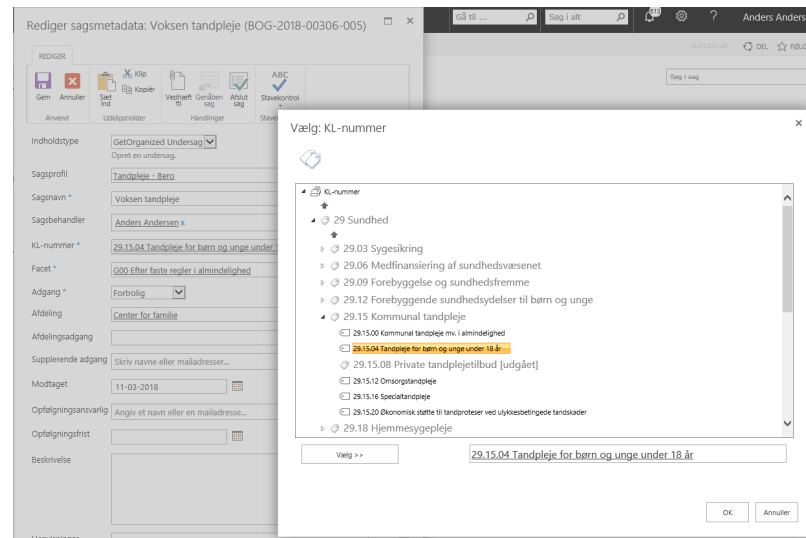 Rediger sagsmetadata: Voksen tandpleje (BOG-2018-00306-005)
Gå til ...
Søg i alt
613
?
Anders Anders
REDIGER
DEL
FØLG
Søg i sag
Gem
Annuller
Sæt ind
Klip
Kopiér
Vedhæft fil
Genåben sag
Afslut sag
ABC
Stavekontrol
Anvend
Udklipsholder
Handlinger
Stave
Indholdstype
GetOrganized Undersag
Opret en undersag.
Sagsprofil
Tandpleje - Bero
Sagsnavn *
Voksen tandpleje
Sagsbehandler
Anders Andersen x
KL-nummer *
29.15.04 Tandpleje for børn og unge under 1
Facet *
G00 Efter faste regler i almindelighed
Adgang *
Fortrolig
Afdeling
Center for familie
Afdelingsadgang
Supplerende adgang
Skriv navne eller mailadresser...
Modtaget
11-03-2018
Opfølgningsansvarlig
Angiv et navn eller en mailadresse...
Opfølgningsfrist
Beskrivelse
Vælg: KL-nummer
KL-nummer
29 Sundhed
29.03 Sygesikring
29.06 Medfinansiering af sundhedsvæsenet
29.09 Forebyggelse og sundhedsfremme
29.12 Forebyggende sundhedsydelser til børn og unge
29.15 Kommunal tandpleje
29.15.00 Kommunal tandpleje mv. i almindelighed
29.15.04 Tandpleje for børn og unge under 18 år
29.15.08 Private tandplejetilbud [udgået]
29.15.12 Omsorgstandpleje
29.15.16 Specialtandpleje
29.15.20 Økonomisk støtte til tandproteser ved ulykkesbetingede tandskader
29.18 Hjemmesygepleje
Vælg >>
29.15.04 Tandpleje for børn og unge under 18 år
OK
Annuller